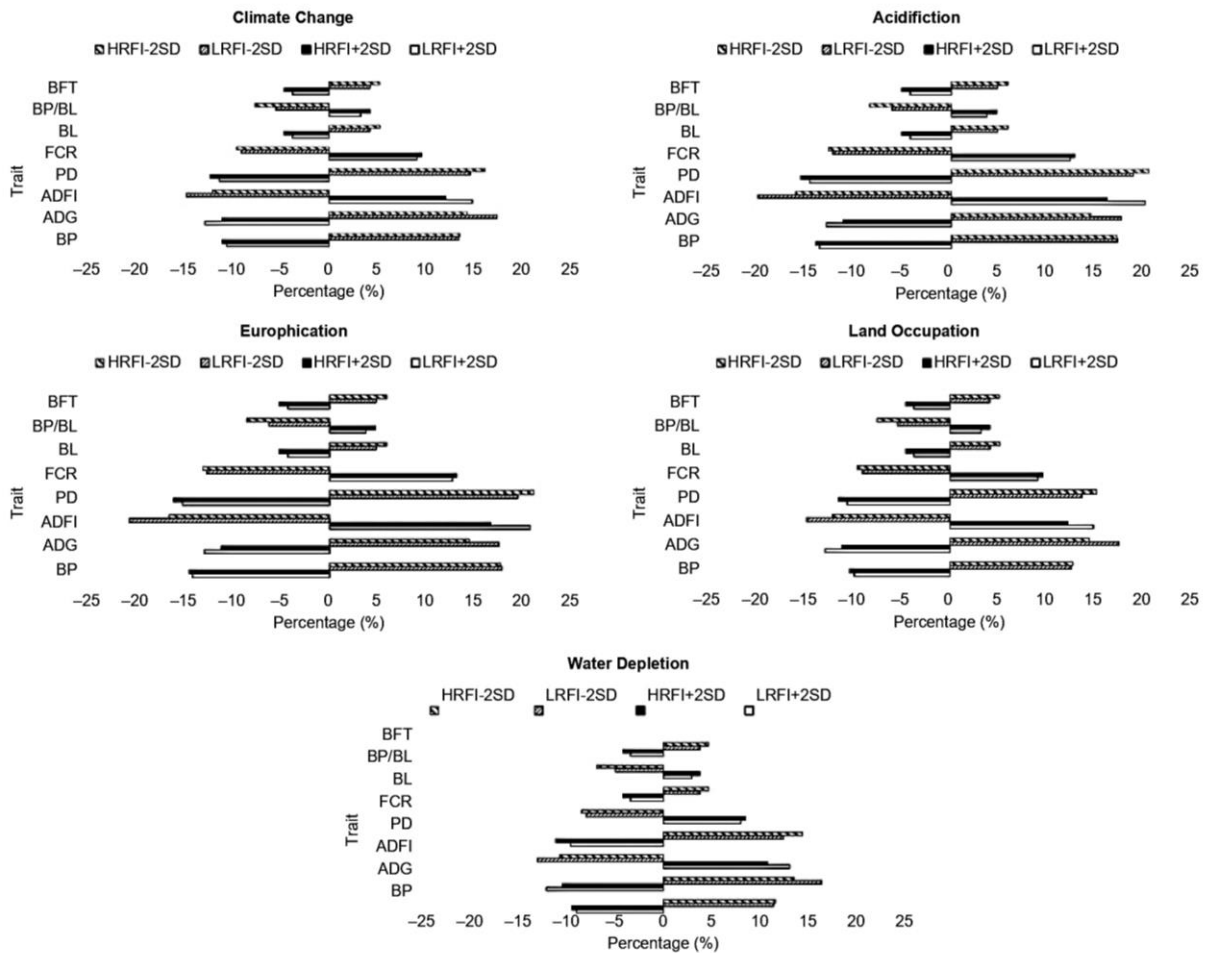 Climate Change
HRFI-2SD LRFI-2SD HRFI+2SD LRFI+2SD
BFT
BP/BL
BL
FCR
PD
ADFI
ADG
BP
Trait
–25 –20 –15 –10 –5 0 5 10 15 20 25
Percentage (%)
Acidifiction
HRFI-2SD LRFI-2SD HRFI+2SD LRFI+2SD
BFT
BP/BL
BL
FCR
PD
ADFI
ADG
BP
Trait
–25 –20 –15 –10 –5 0 5 10 15 20 25
Percentage (%)
Europhication
HRFI-2SD LRFI-2SD HRFI+2SD LRFI+2SD
BFT
BP/BL
BL
FCR
PD
ADFI
ADG
BP
Trait
–25 –20 –15 –10 –5 0 5 10 15 20 25
Percentage (%)
Land Occupation
HRFI-2SD LRFI-2SD HRFI+2SD LRFI+2SD
BFT
BP/BL
BL
FCR
PD
ADFI
ADG
BP
Trait
–25 –20 –15 –10 –5 0 5 10 15 20 25
Percentage (%)
Water Depletion
HRFI-2SD LRFI-2SD HRFI+2SD LRFI+2SD
BFT
BP/BL
BL
FCR
PD
ADFI
ADG
BP
Trait
–25 –20 –15 –10 –5 0 5 10 15 20 25
Percentage (%)